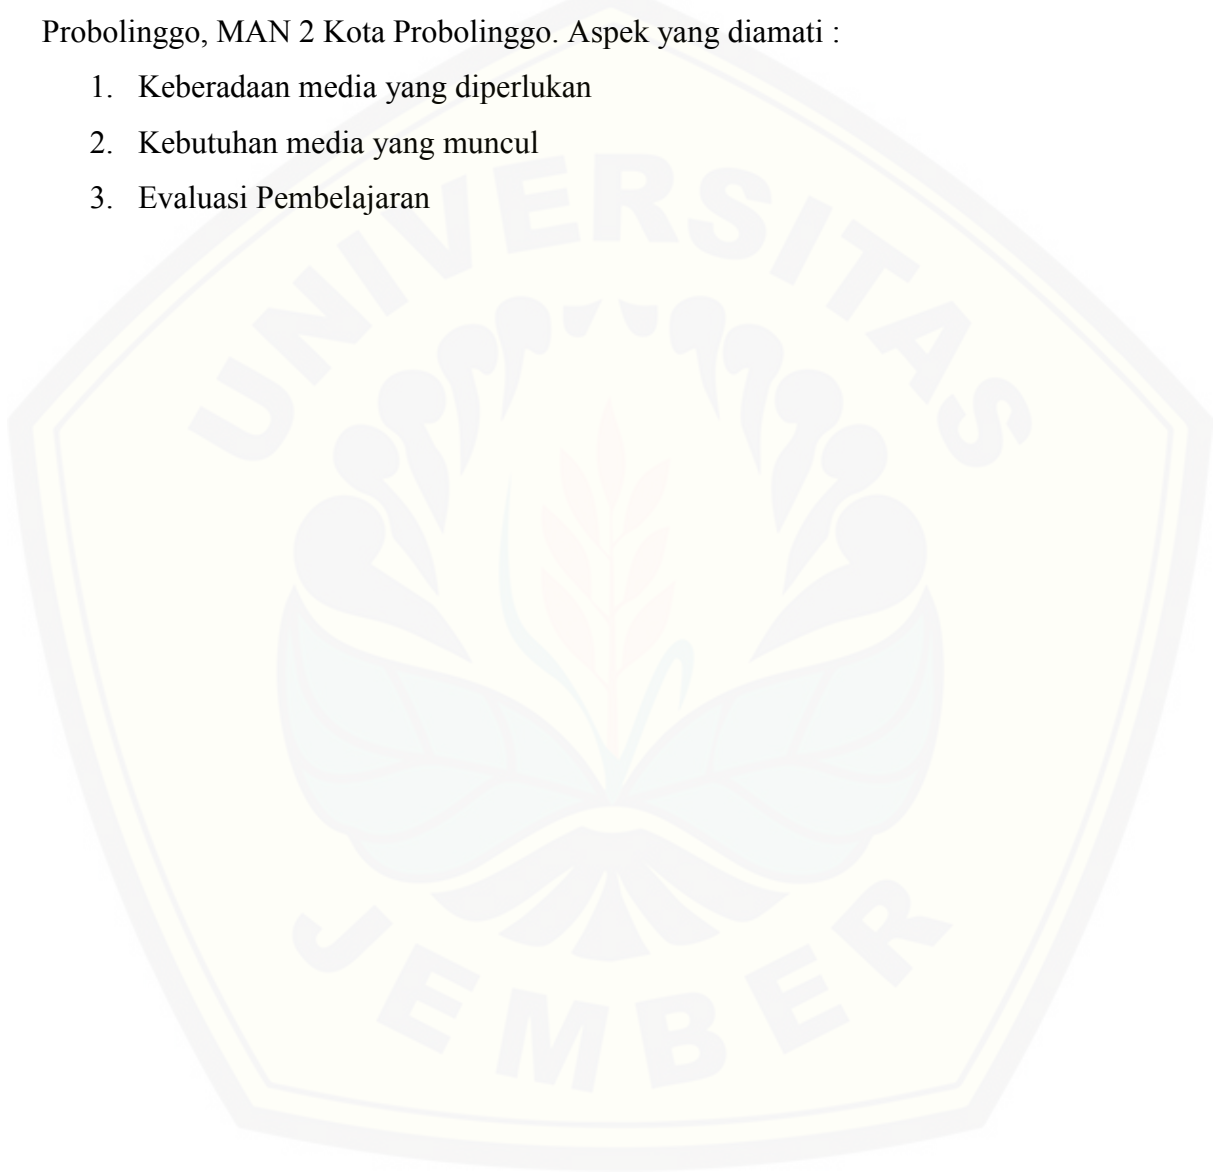 Probolinggo, MAN 2 Kota Probolinggo. Aspek yang diamati :
1. Keberadaan media yang diperlukan
2. Kebutuhan media yang muncul
3. Evaluasi Pembelajaran
UNIVERSITAS
JEMBER